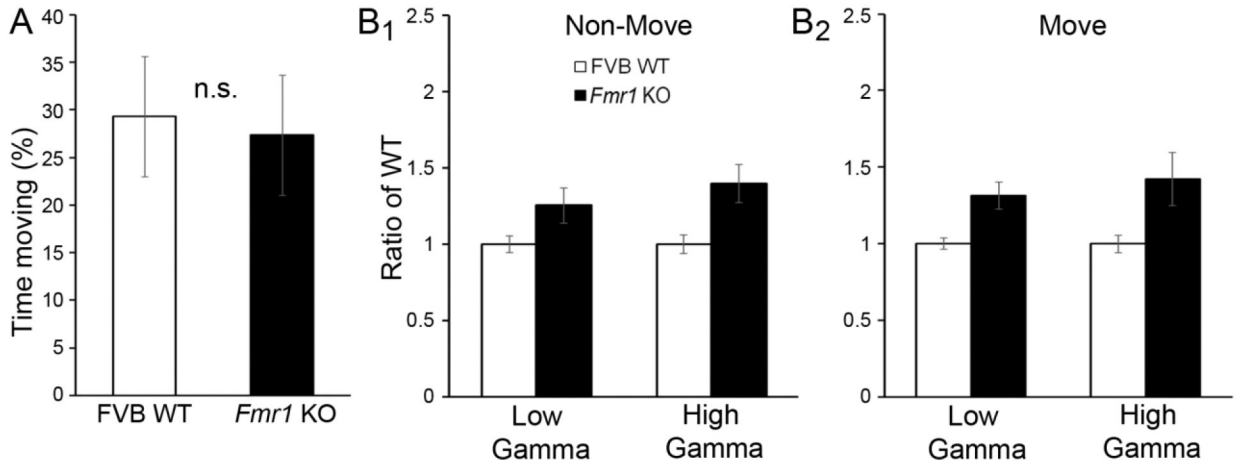 A
Time moving (%)
40
35
30
25
20
15
10
5
0
n.s.
FVB WT
Fmr1 KO
B1
Non-Move
FVB WT
Fmr1 KO
Ratio of WT
2.5
2
1.5
1
0.5
0
Low
Gamma
High
Gamma
B2
Move
2.5
2
1.5
1
0.5
0
Low
Gamma
High
Gamma